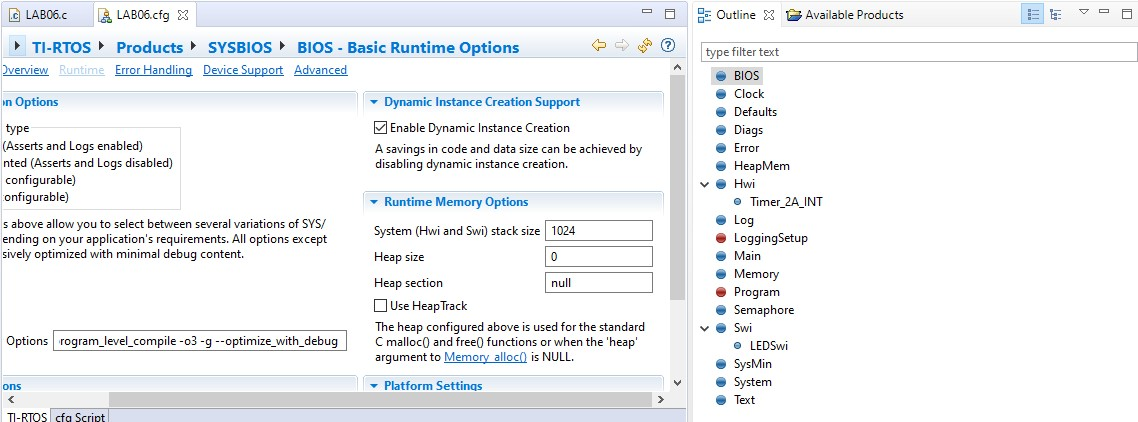 LAB06.c
LAB06.cfg
TI-RTOS Products SYSBIOS BIOS - Basic Runtime Options
Overview Runtime Error Handling Device Support Advanced
on Options
type
(Asserts and Logs enabled)
nted (Asserts and Logs disabled)
configurable)
configurable)
s above allow you to select between several variations of SYS/
ending on your application's requirements. All options except
sively optimized with minimal debug content.
Options rogram_level_compile -o3 -g --optimize_with_debug
ions
Dynamic Instance Creation Support
Enable Dynamic Instance Creation
A savings in code and data size can be achieved by
disabling dynamic instance creation.
Runtime Memory Options
System (Hwi and Swi) stack size 1024
Heap size 0
Heap section null
Use HeapTrack
The heap configured above is used for the standard
C malloc() and free() functions or when the 'heap'
argument to Memory_alloc() is NULL.
Platform Settings
TI-RTOS cfg Script
Outline
Available Products
type filter text
BIOS
Clock
Defaults
Diags
Error
HeapMem
Hwi
Timer_2A_INT
Log
LoggingSetup
Main
Memory
Program
Semaphore
Swi
LEDSwi
SysMin
System
Text